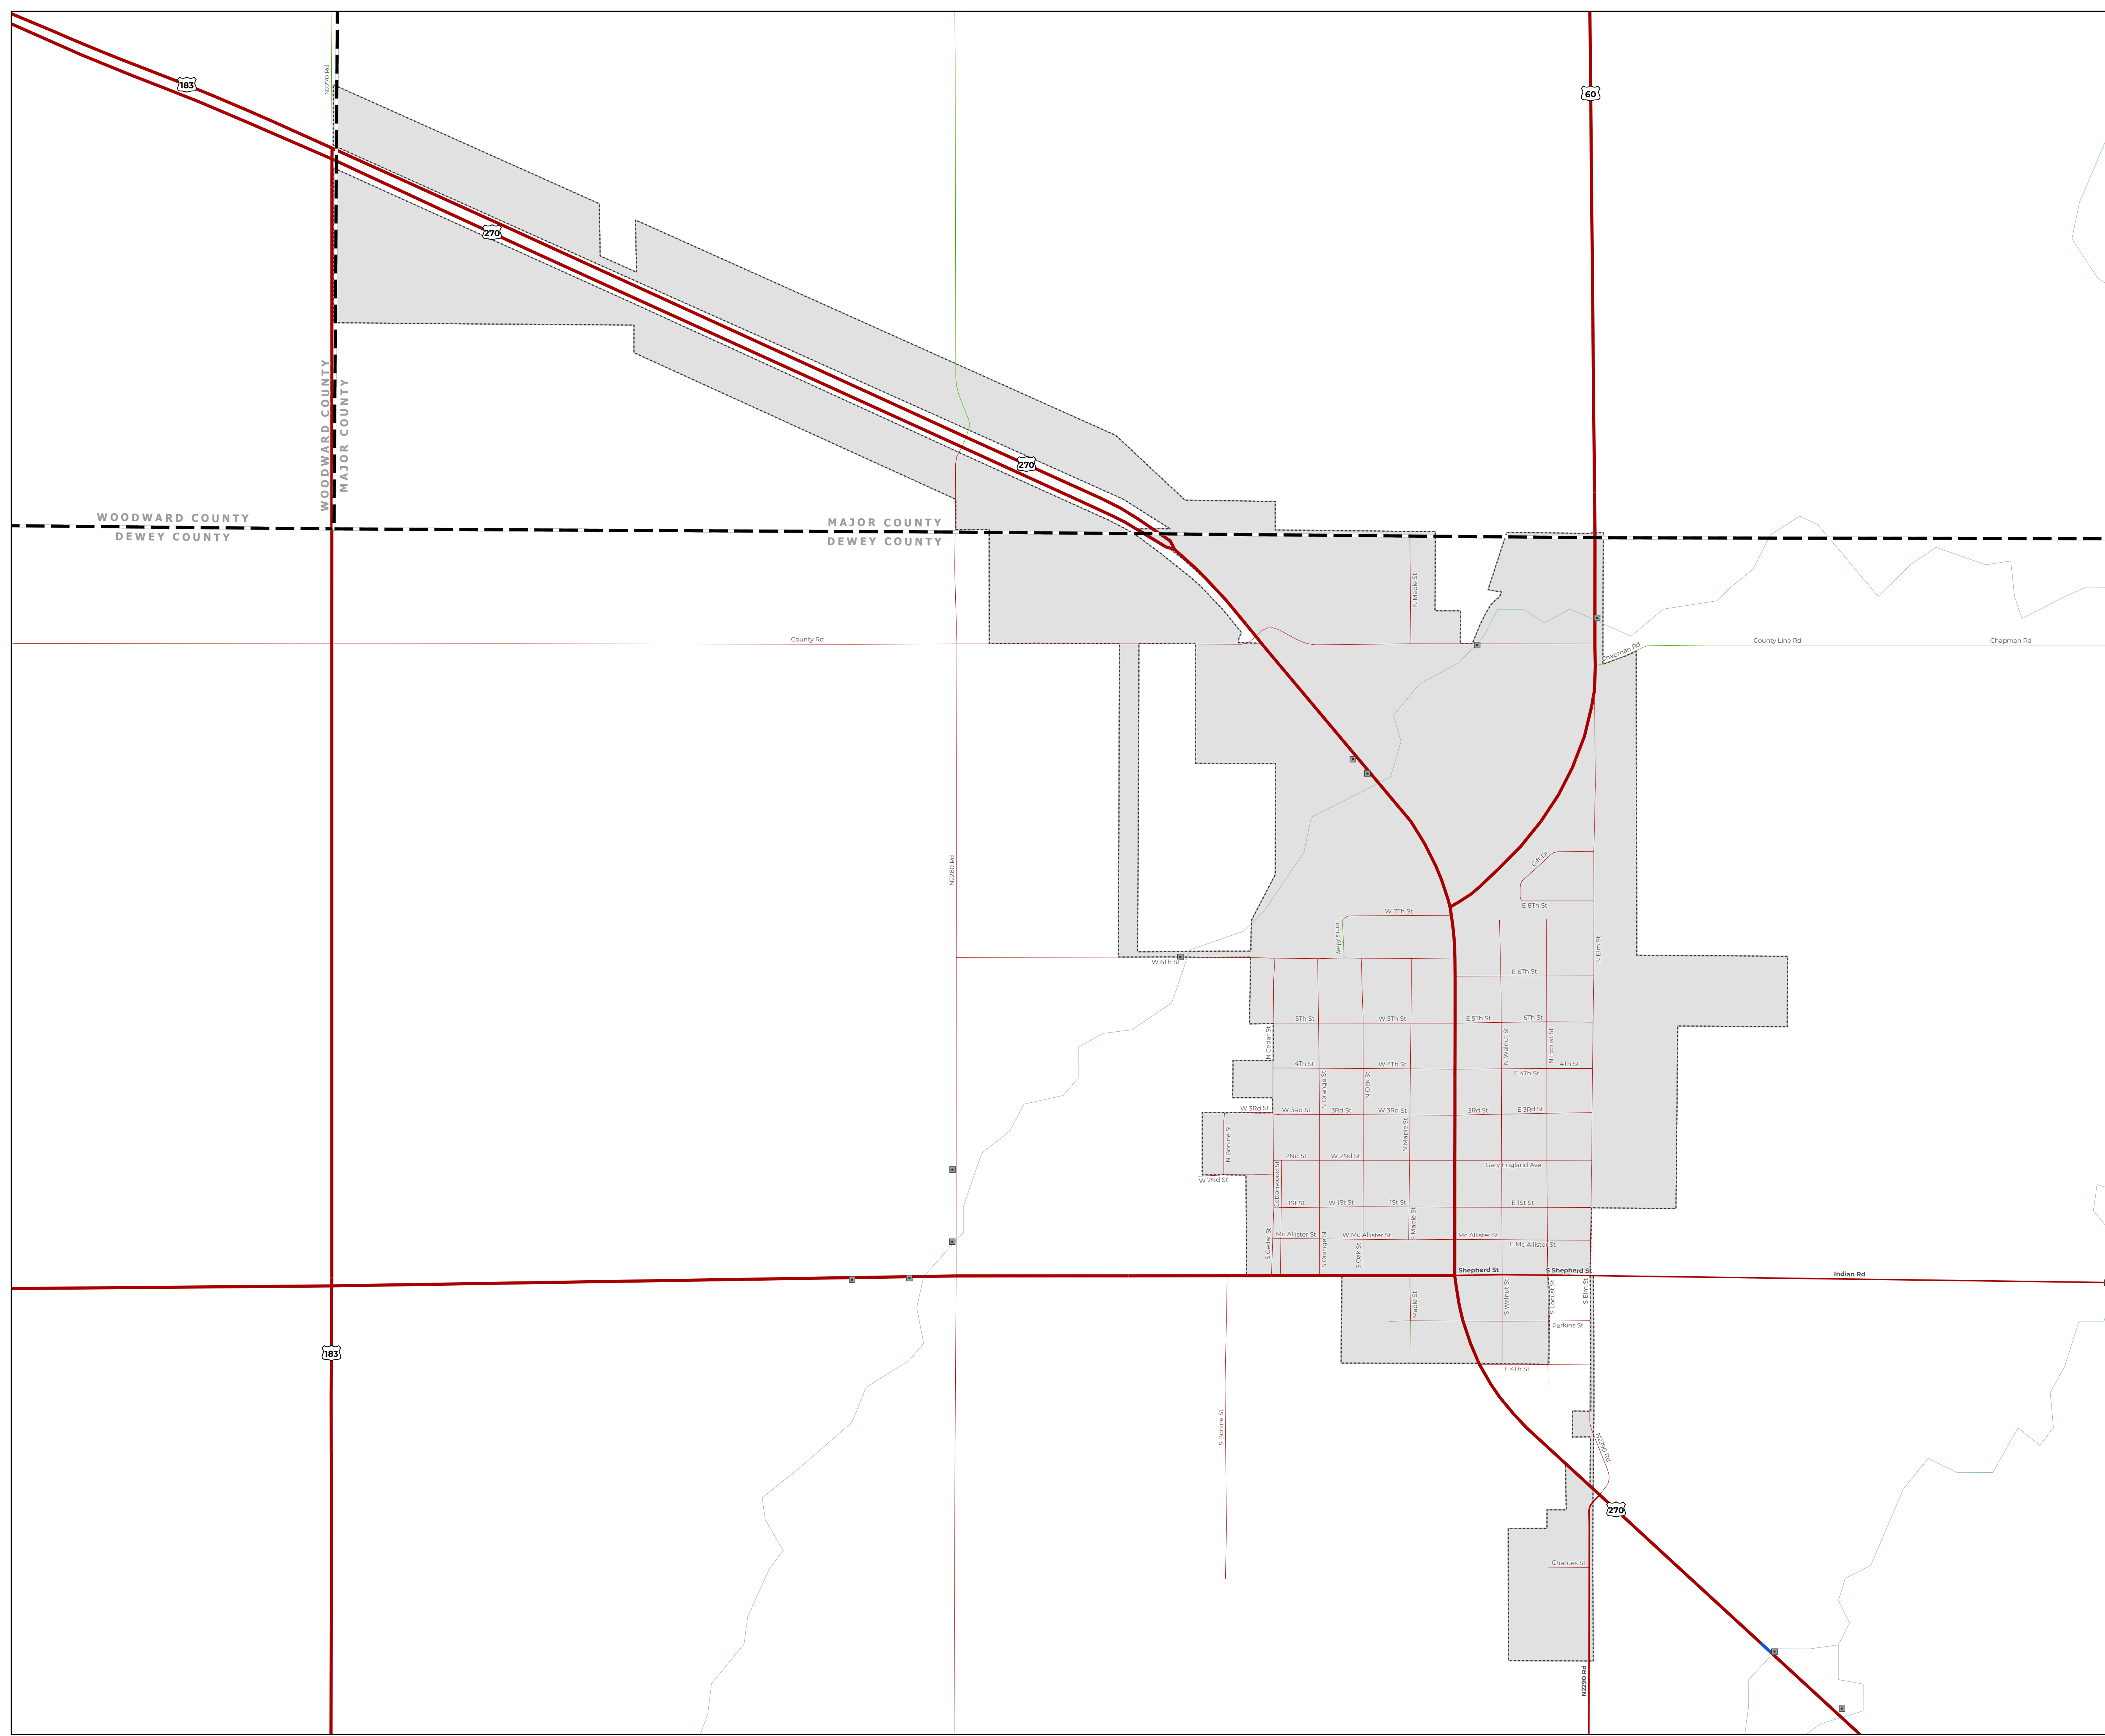 183
N2270 Rd
60
270
WOODWARD COUNTY
MAJOR COUNTY
270
WOODWARD COUNTY
DEWEY COUNTY
MAJOR COUNTY
DEWEY COUNTY
N Maple St
County Rd
Chapman Rd
County Line Rd
Chapman Rd
N2280 Rd
Gift Dr
E 8Th St
W 7Th St
Tom's Alley
N Elm St
W 6Th St
E 6Th St
5Th St
W 5Th St
E 5Th St
5Th St
N Cedar St
N Walnut St
N Locust St
4Th St
W 4Th St
4Th St
E 4Th St
N Orange St
N Oak St
W 3Rd St
W 3Rd St
3Rd St
W 3Rd St
3Rd St
E 3Rd St
N Bonine St
N Maple St
2Nd St
W 2Nd St
Gary England Ave
W 2Nd St
Cottonwood St
1St St
W 1St St
1St St
E 1St St
S Maple St
Mc Allister St
W Mc Allister St
Mc Allister St
E Mc Allister St
S Cedar St
S Orange St
S Oak St
Shepherd St
S Shepherd St
Indian Rd
Maple St
S Walnut St
S Locust St
S Elm St
Perkins St
183
E 4Th St
S Bonine St
N2290 Rd
270
Chatues St
N2290 Rd